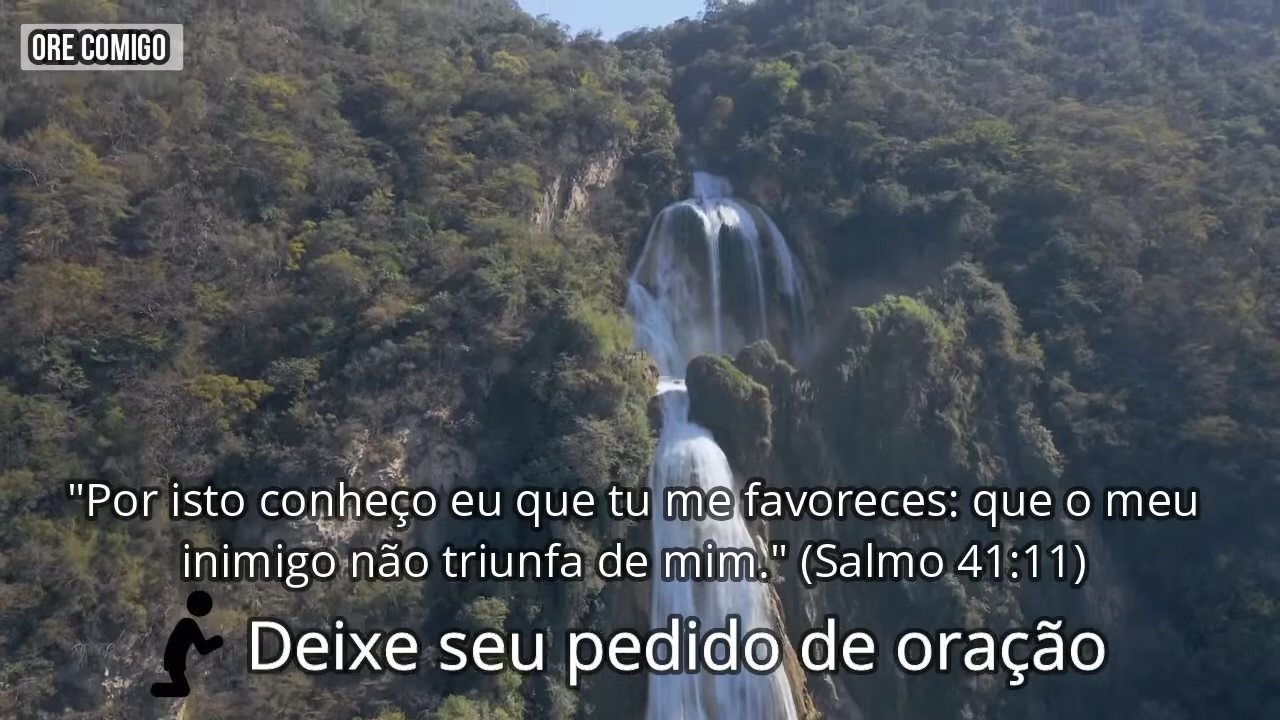 ORE COMIGO
"Por isto conheço eu que tu me favoreces: que o meu
inimigo não triunfa de mim." (Salmo 41:11)
Deixe seu pedido de oração